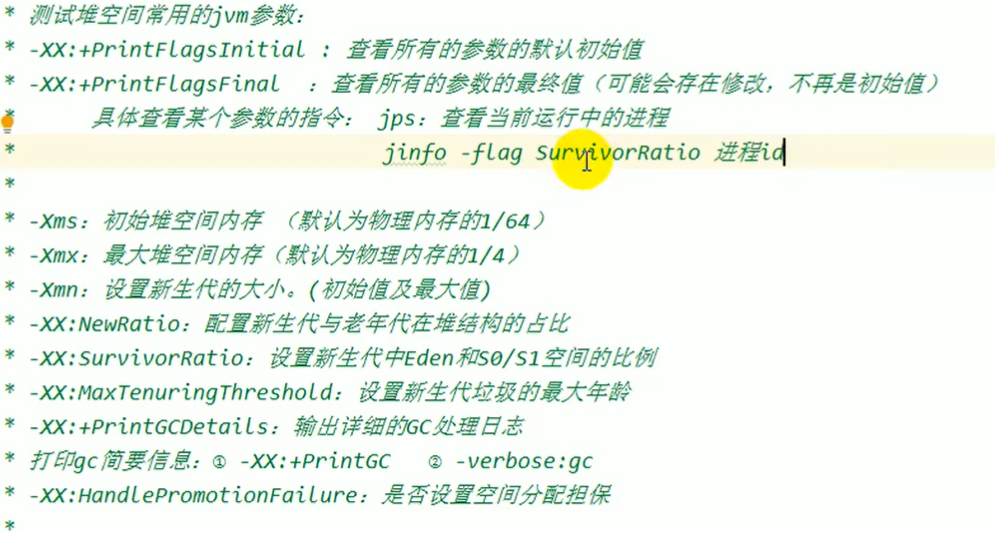 * 测试堆空间常用的jvm参数：
* -XX:+PrintFlagsInitial : 查看所有的参数的默认初始值
* -XX:+PrintFlagsFinal ：查看所有的参数的最终值（可能会存在修改，不再是初始值）
* 具体查看某个参数的指令： jps：查看当前运行中的进程
* jinfo -flag SurvivorRatio 进程id
*
* -Xms：初始堆空间内存 （默认为物理内存的1/64）
* -Xmx：最大堆空间内存（默认为物理内存的1/4）
* -Xmn：设置新生代的大小。(初始值及最大值)
* -XX:NewRatio：配置新生代与老年代在堆结构的占比
* -XX:SurvivorRatio：设置新生代中Eden和S0/S1空间的比例
* -XX:MaxTenuringThreshold：设置新生代垃圾的最大年龄
* -XX:+PrintGCDetails：输出详细的GC处理日志
* 打印gc简要信息：① -XX:+PrintGC ② -verbose:gc
* -XX:HandlePromotionFailure：是否设置空间分配担保
*